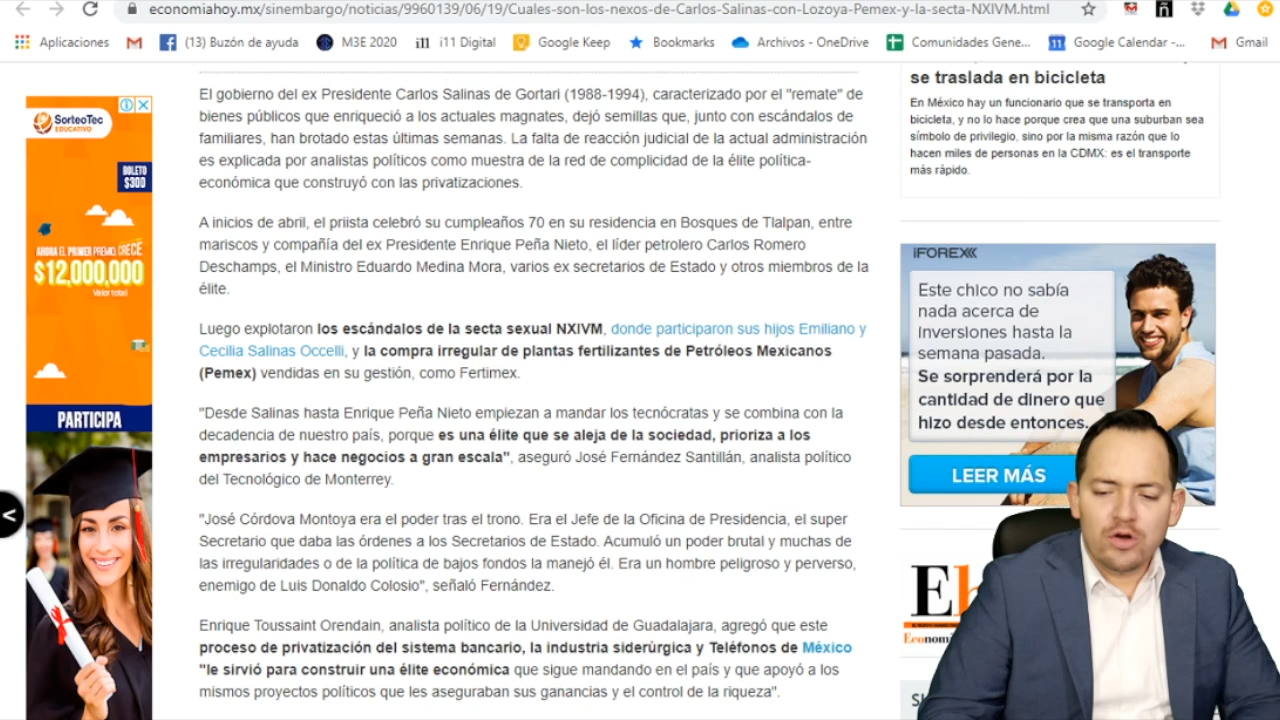 economiahoy.mx/sinembargo/noticias/9960139/06/19/Cuales-son-los-nexos-de-Carlos-Salinas-con-Lozoya-Pemex-y-la-secta-NXIVM.html
Aplicaciones
(13) Buzón de ayuda
M3E 2020
i11 Digital
Google Keep
Bookmarks
Archivos - OneDrive
Comunidades Gene...
Google Calendar -...
Gmail
SorteoTec
EDUCATIVO
BOLETO
$300
AHORA EL PRIMER PREMIO CRECE
$12,000,000
Valor total
PARTICIPA
<
El gobierno del ex Presidente Carlos Salinas de Gortari (1988-1994), caracterizado por el "remate" de
bienes públicos que enriqueció a los actuales magnates, dejó semillas que, junto con escándalos de
familiares, han brotado estas últimas semanas. La falta de reacción judicial de la actual administración
es explicada por analistas políticos como muestra de la red de complicidad de la élite política-
económica que construyó con las privatizaciones.
A inicios de abril, el priista celebró su cumpleaños 70 en su residencia en Bosques de Tlalpan, entre
mariscos y compañía del ex Presidente Enrique Peña Nieto, el líder petrolero Carlos Romero
Deschamps, el Ministro Eduardo Medina Mora, varios ex secretarios de Estado y otros miembros de la
élite.
Luego explotaron los escándalos de la secta sexual NXIVM, donde participaron sus hijos Emiliano y
Cecilia Salinas Occelli, y la compra irregular de plantas fertilizantes de Petróleos Mexicanos
(Pemex) vendidas en su gestión, como Fertimex.
"Desde Salinas hasta Enrique Peña Nieto empiezan a mandar los tecnócratas y se combina con la
decadencia de nuestro país, porque es una élite que se aleja de la sociedad, prioriza a los
empresarios y hace negocios a gran escala", aseguró José Fernández Santillán, analista político
del Tecnológico de Monterrey.
"José Córdova Montoya era el poder tras el trono. Era el Jefe de la Oficina de Presidencia, el super
Secretario que daba las órdenes a los Secretarios de Estado. Acumuló un poder brutal y muchas de
las irregularidades o de la política de bajos fondos la manejó él. Era un hombre peligroso y perverso,
enemigo de Luis Donaldo Colosio", señaló Fernández.
Enrique Toussaint Orendain, analista político de la Universidad de Guadalajara, agregó que este
proceso de privatización del sistema bancario, la industria siderúrgica y Teléfonos de México
"le sirvió para construir una élite económica que sigue mandando en el país y que apoyó a los
mismos proyectos políticos que les aseguraban sus ganancias y el control de la riqueza".
se traslada en bicicleta
En México hay un funcionario que se transporta en
bicicleta, y no lo hace porque crea que una suburban sea
símbolo de privilegio, sino por la misma razón que lo
hacen miles de personas en la CDMX: es el transporte
más rápido.
iFOREX
Este chico no sabía
nada acerca de
inversiones hasta la
semana pasada.
Se sorprenderá por la
cantidad de dinero que
hizo desde entonces.
LEER MÁS